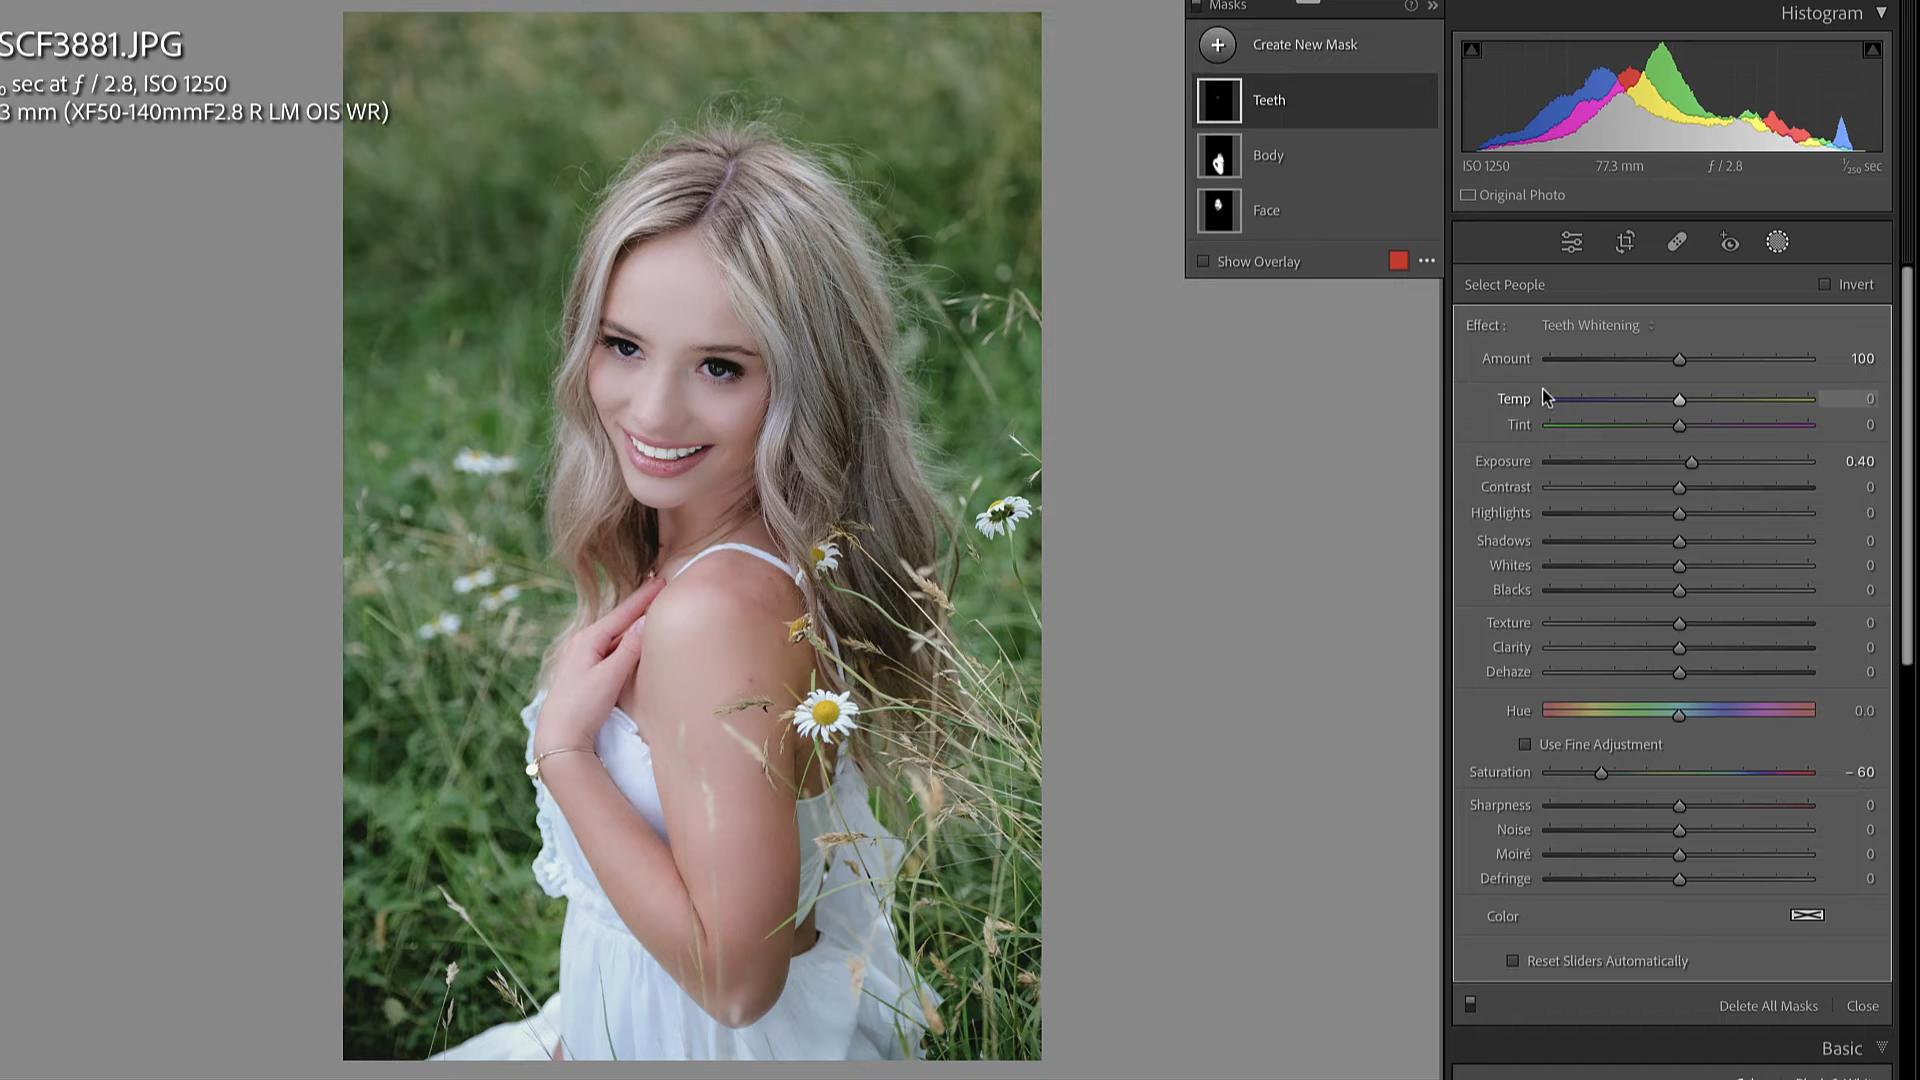 SCF3881.JPG
sec at ƒ / 2.8, ISO 1250
3 mm (XF50-140mmF2.8 R LM OIS WR)
Masks
Create New Mask
Teeth
Body
Face
Show Overlay
Histogram
ISO 1250 77.3 mm ƒ / 2.8 1/250 sec
Original Photo
Select People Invert
Effect : Teeth Whitening
Amount 100
Temp 0
Tint 0
Exposure 0.40
Contrast 0
Highlights 0
Shadows 0
Whites 0
Blacks 0
Texture 0
Clarity 0
Dehaze 0
Hue 0.0
Use Fine Adjustment
Saturation – 60
Sharpness 0
Noise 0
Moiré 0
Defringe 0
Color
Reset Sliders Automatically
Delete All Masks Close
Basic